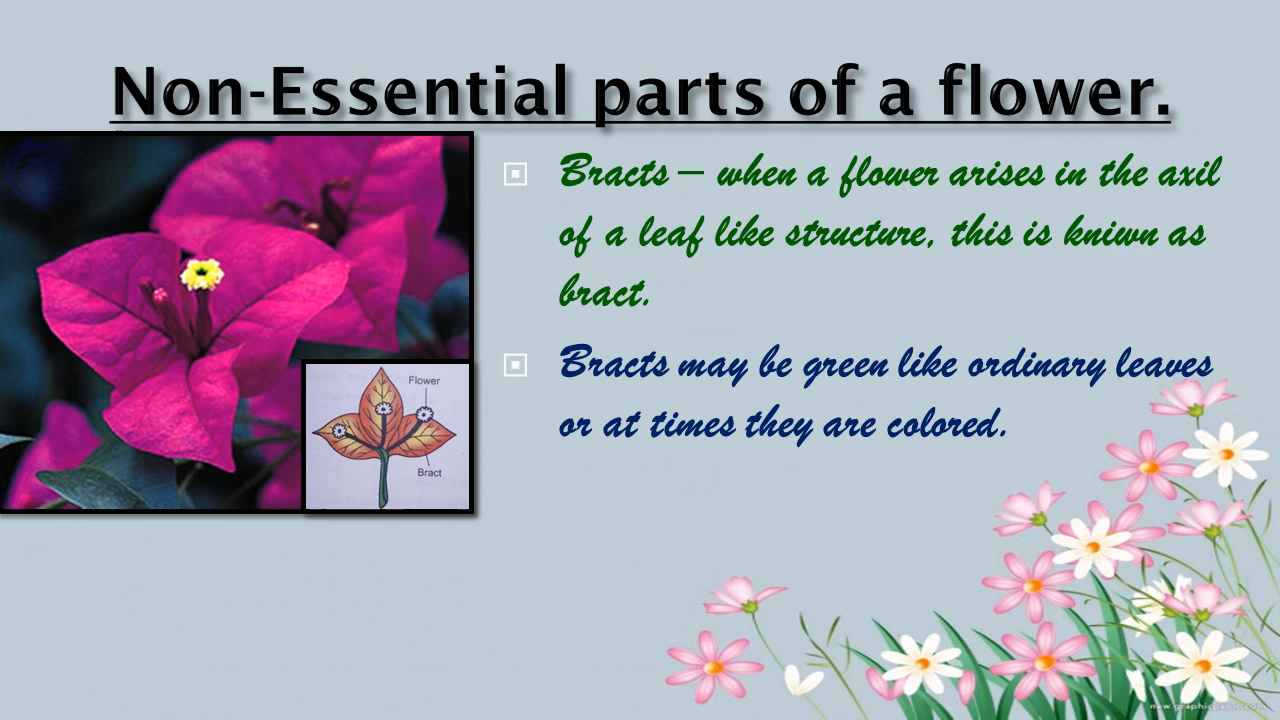 Non-Essential parts of a flower.
Bracts – when a flower arises in the axil
of a leaf like structure, this is kniwn as
bract.
Bracts may be green like ordinary leaves
or at times they are colored.
Flower
Bract